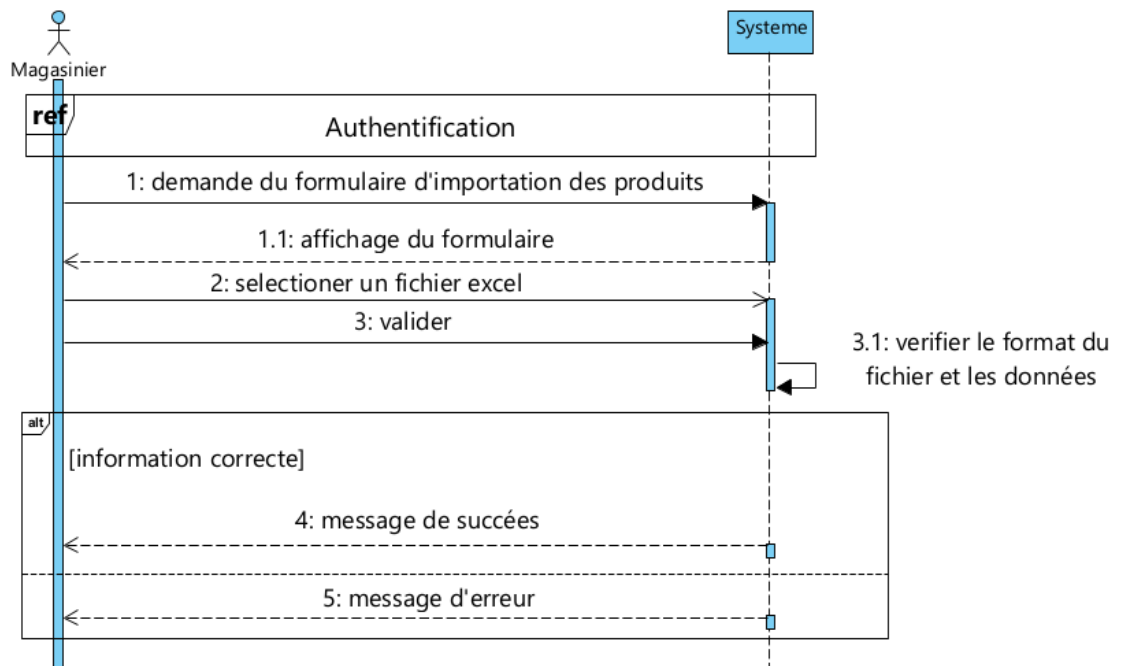 Systeme
Magasinier
ref
Authentification
1: demande du formulaire d'importation des produits
1.1: affichage du formulaire
2: selectioner un fichier excel
3: valider
3.1: verifier le format du
fichier et les données
alt
[information correcte]
4: message de succées
5: message d'erreur